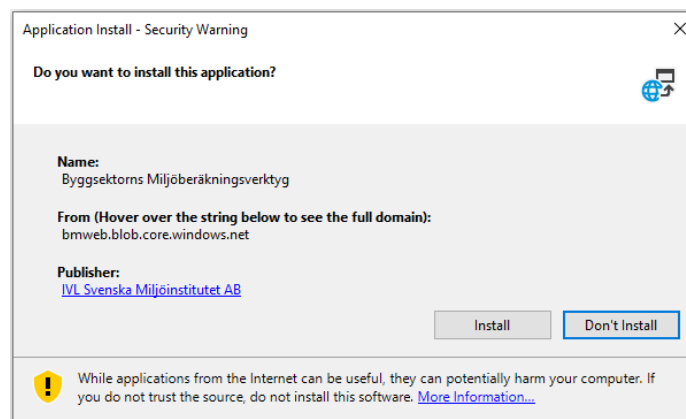 Application Install - Security Warning
Do you want to install this application?
Name:
Byggsektorns Miljöberäkningsverktyg
From (Hover over the string below to see the full domain):
bmweb.blob.core.windows.net
Publisher:
IVL Svenska Miljöinstitutet AB
Install
Don't Install
While applications from the Internet can be useful, they can potentially harm your computer. If
you do not trust the source, do not install this software. More Information...